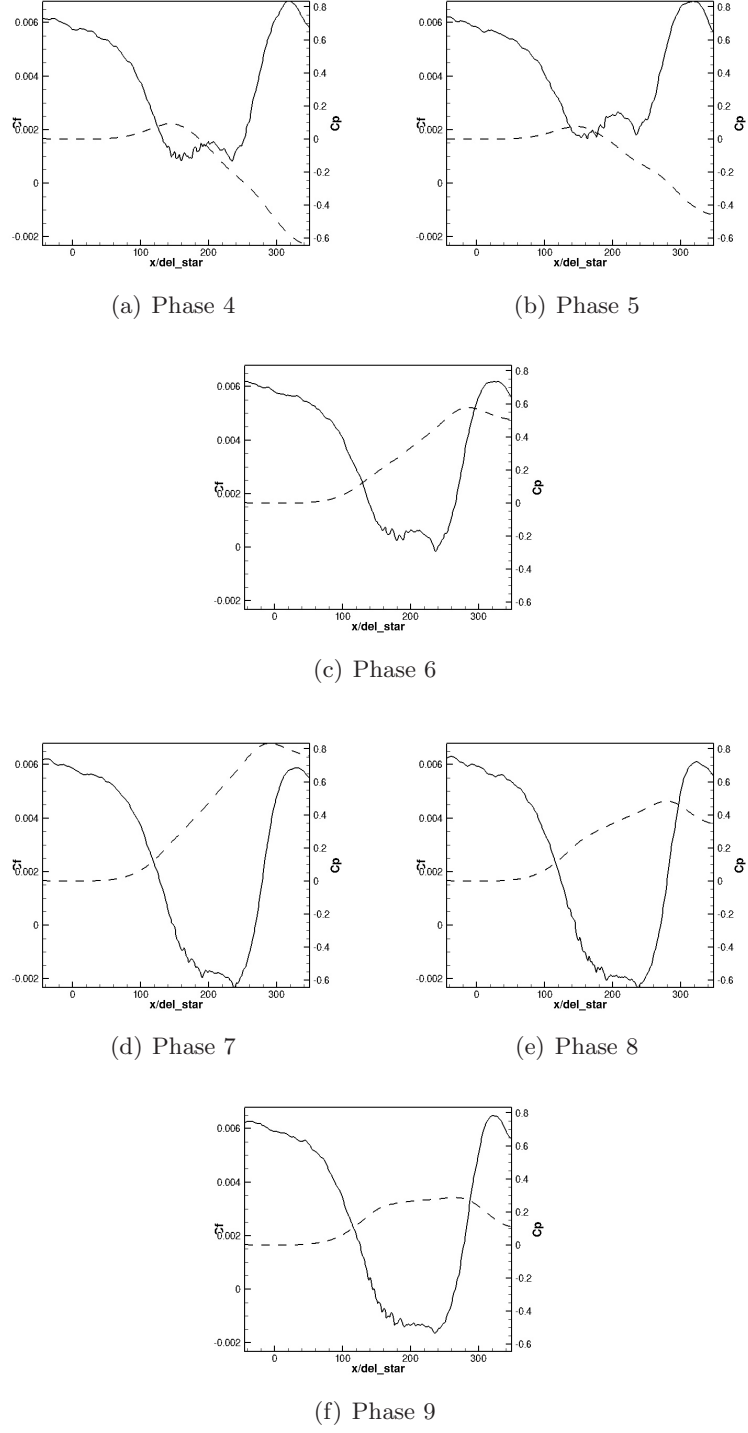 0.006
0.004
0.002
0
-0.002
Cf
0.8
0.6
0.4
0.2
0
-0.2
-0.4
-0.6
Cp
0 100 200 300
x/del_star
(a) Phase 4
0.006
0.004
0.002
0
-0.002
Cf
0.8
0.6
0.4
0.2
0
-0.2
-0.4
-0.6
Cp
0 100 200 300
x/del_star
(b) Phase 5
0.006
0.004
0.002
0
-0.002
Cf
0.8
0.6
0.4
0.2
0
-0.2
-0.4
-0.6
Cp
0 100 200 300
x/del_star
(c) Phase 6
0.006
0.004
0.002
0
-0.002
Cf
0.8
0.6
0.4
0.2
0
-0.2
-0.4
-0.6
Cp
0 100 200 300
x/del_star
(d) Phase 7
0.006
0.004
0.002
0
-0.002
Cf
0.8
0.6
0.4
0.2
0
-0.2
-0.4
-0.6
Cp
0 100 200 300
x/del_star
(e) Phase 8
0.006
0.004
0.002
0
-0.002
Cf
0.8
0.6
0.4
0.2
0
-0.2
-0.4
-0.6
Cp
0 100 200 300
x/del_star
(f) Phase 9